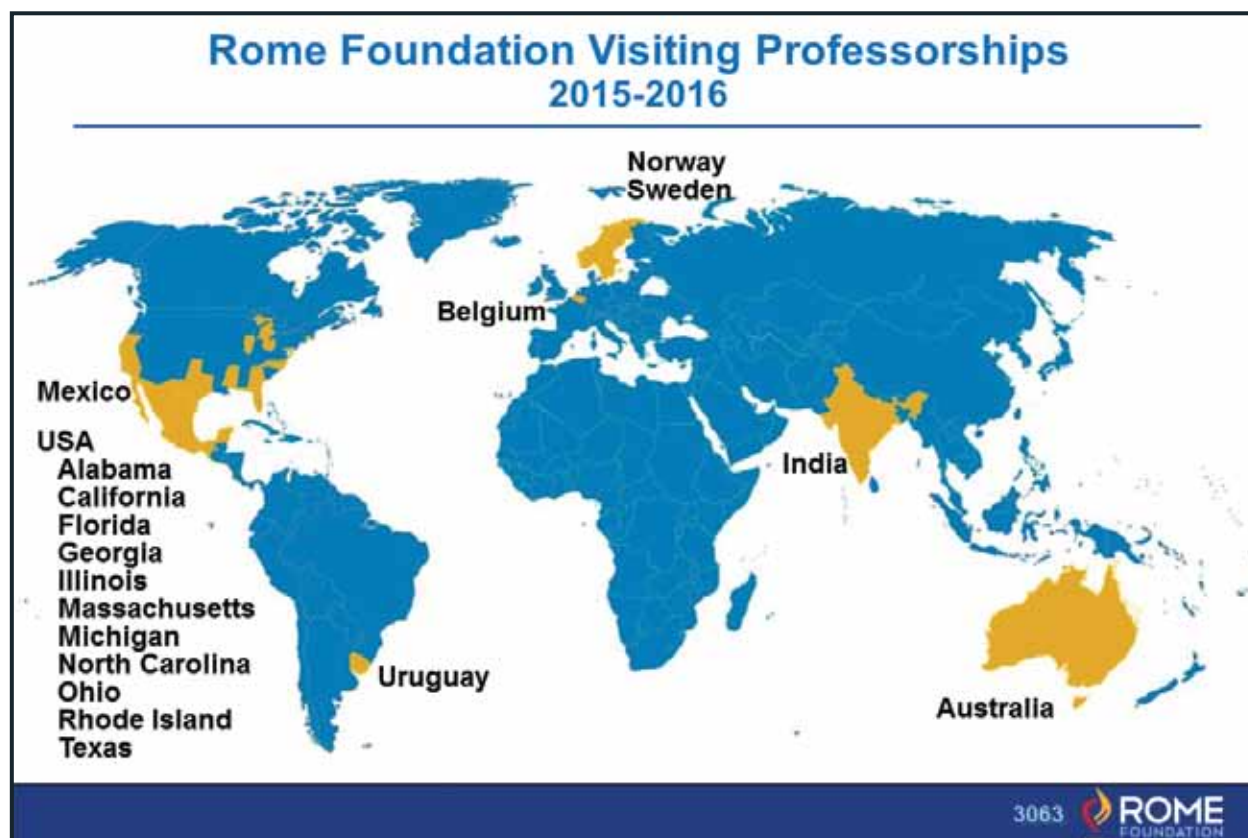 Rome Foundation Visiting Professorships
2015-2016
Norway
Sweden
Belgium
Mexico
USA
Alabama
California
Florida
Georgia
Illinois
Massachusetts
Michigan
North Carolina
Ohio
Rhode Island
Texas
India
Uruguay
Australia
3063
ROME
FOUNDATION